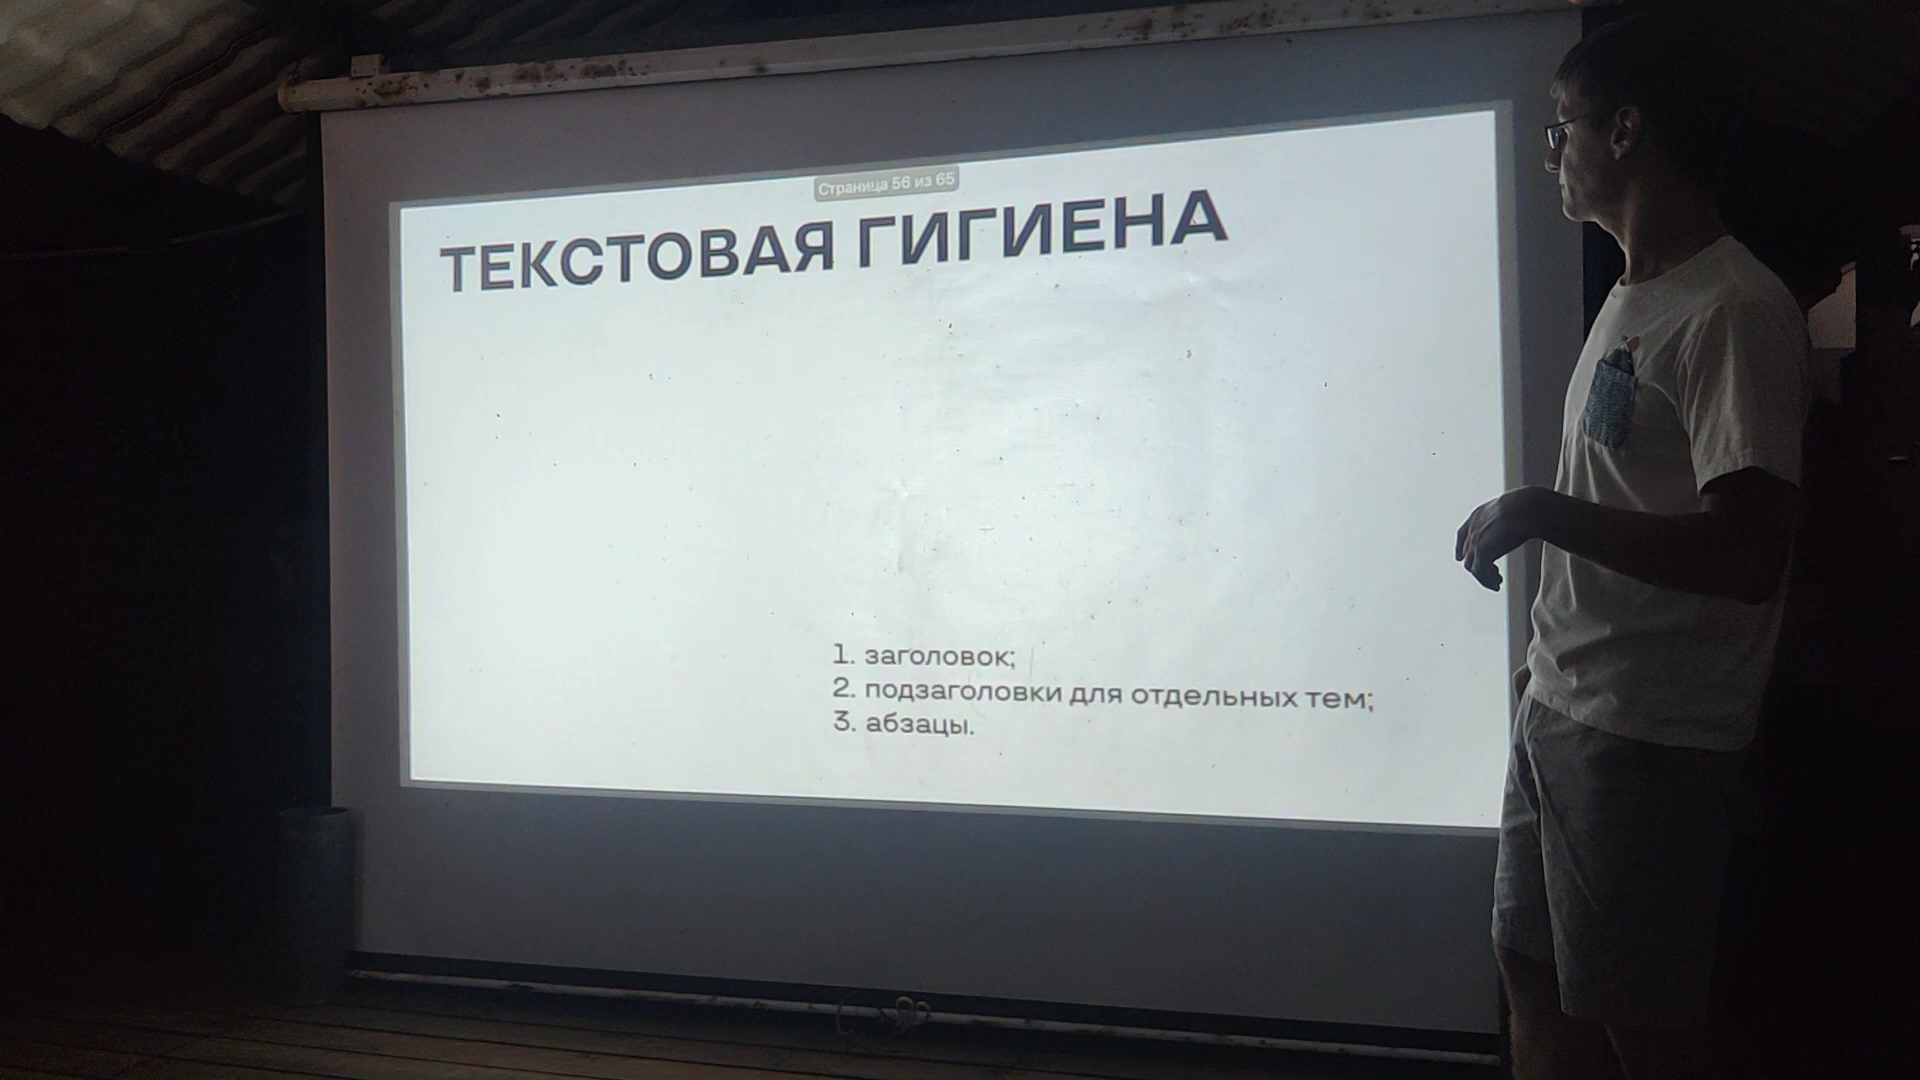 Страница 56 из 65
ТЕКСТОВАЯ ГИГИЕНА
1. заголовок;
2. подзаголовки для отдельных тем;
3. абзацы.